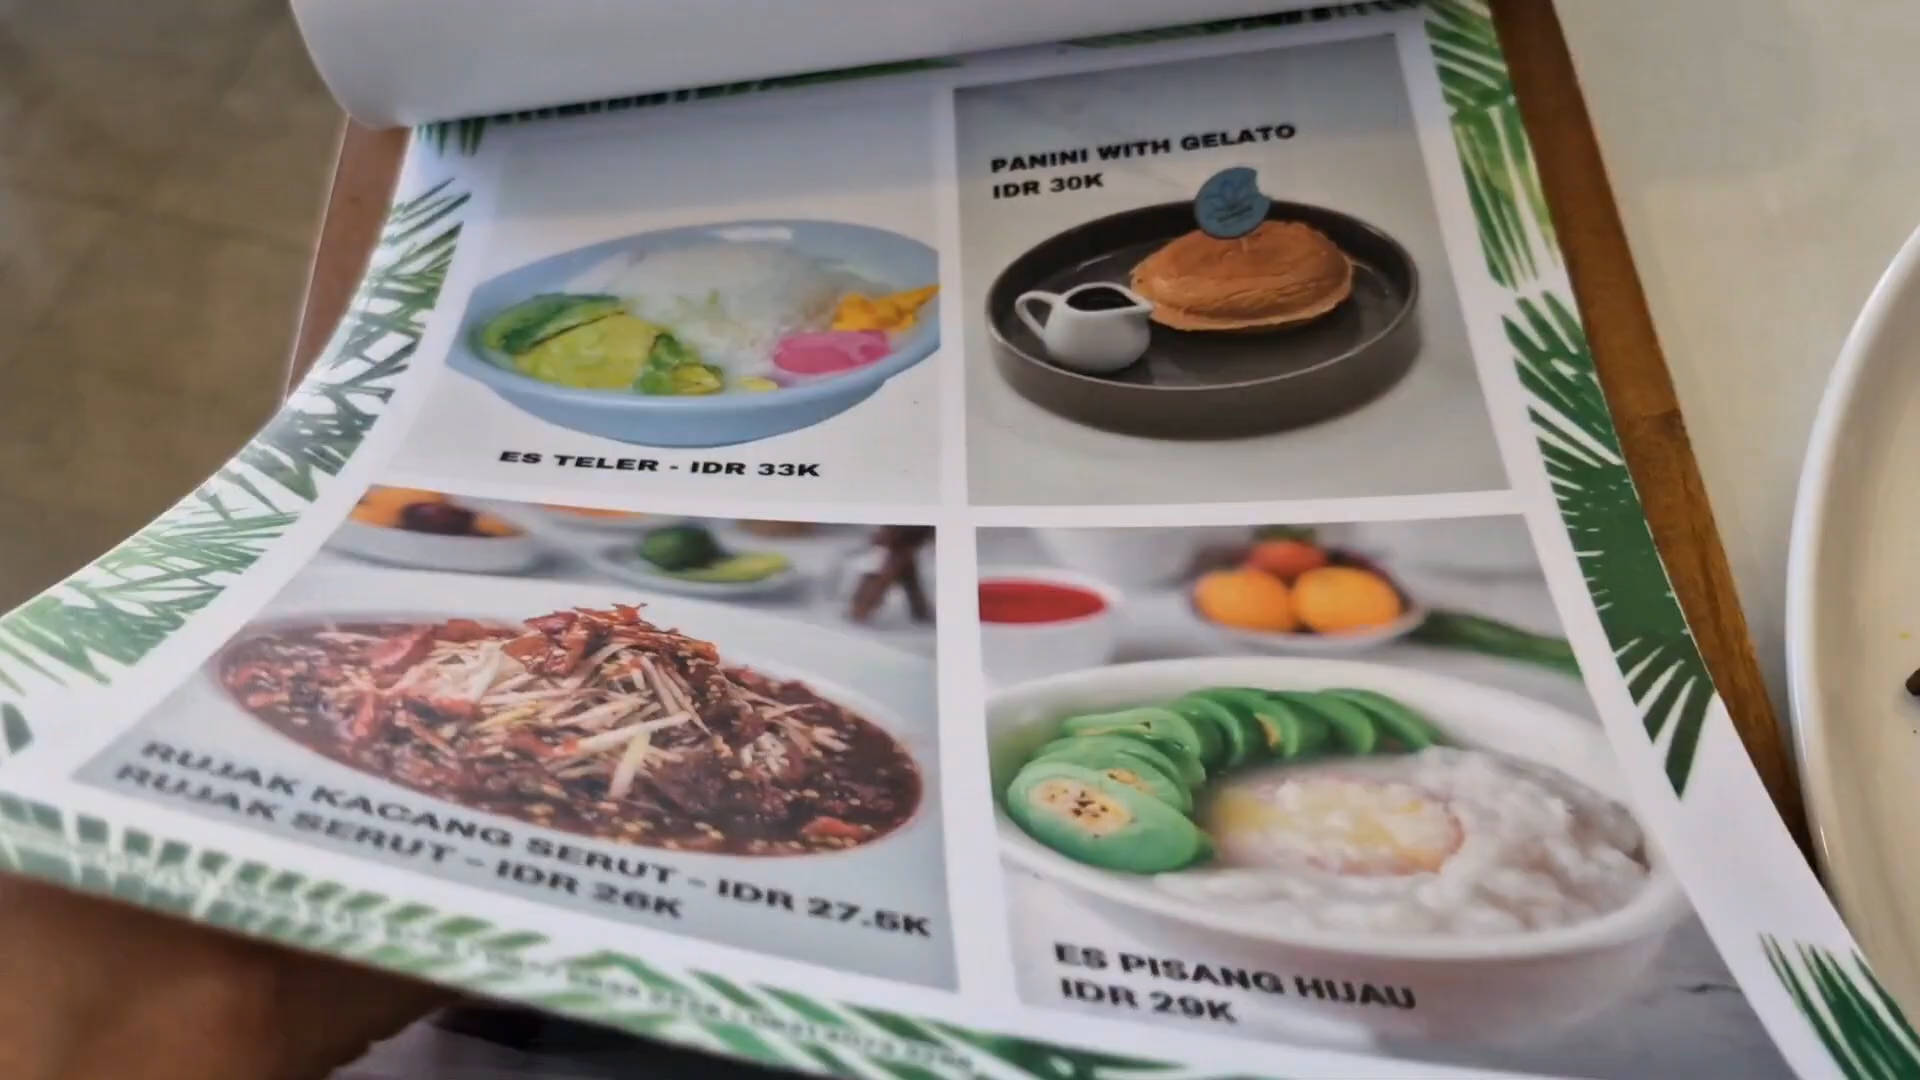 PANINI WITH GELATO
IDR 30K
ES TELER - IDR 33K
RUJAK KACANG SERUT - IDR 27.5K
RUJAK SERUT - IDR 26K
ES PISANG HIJAU
IDR 29K